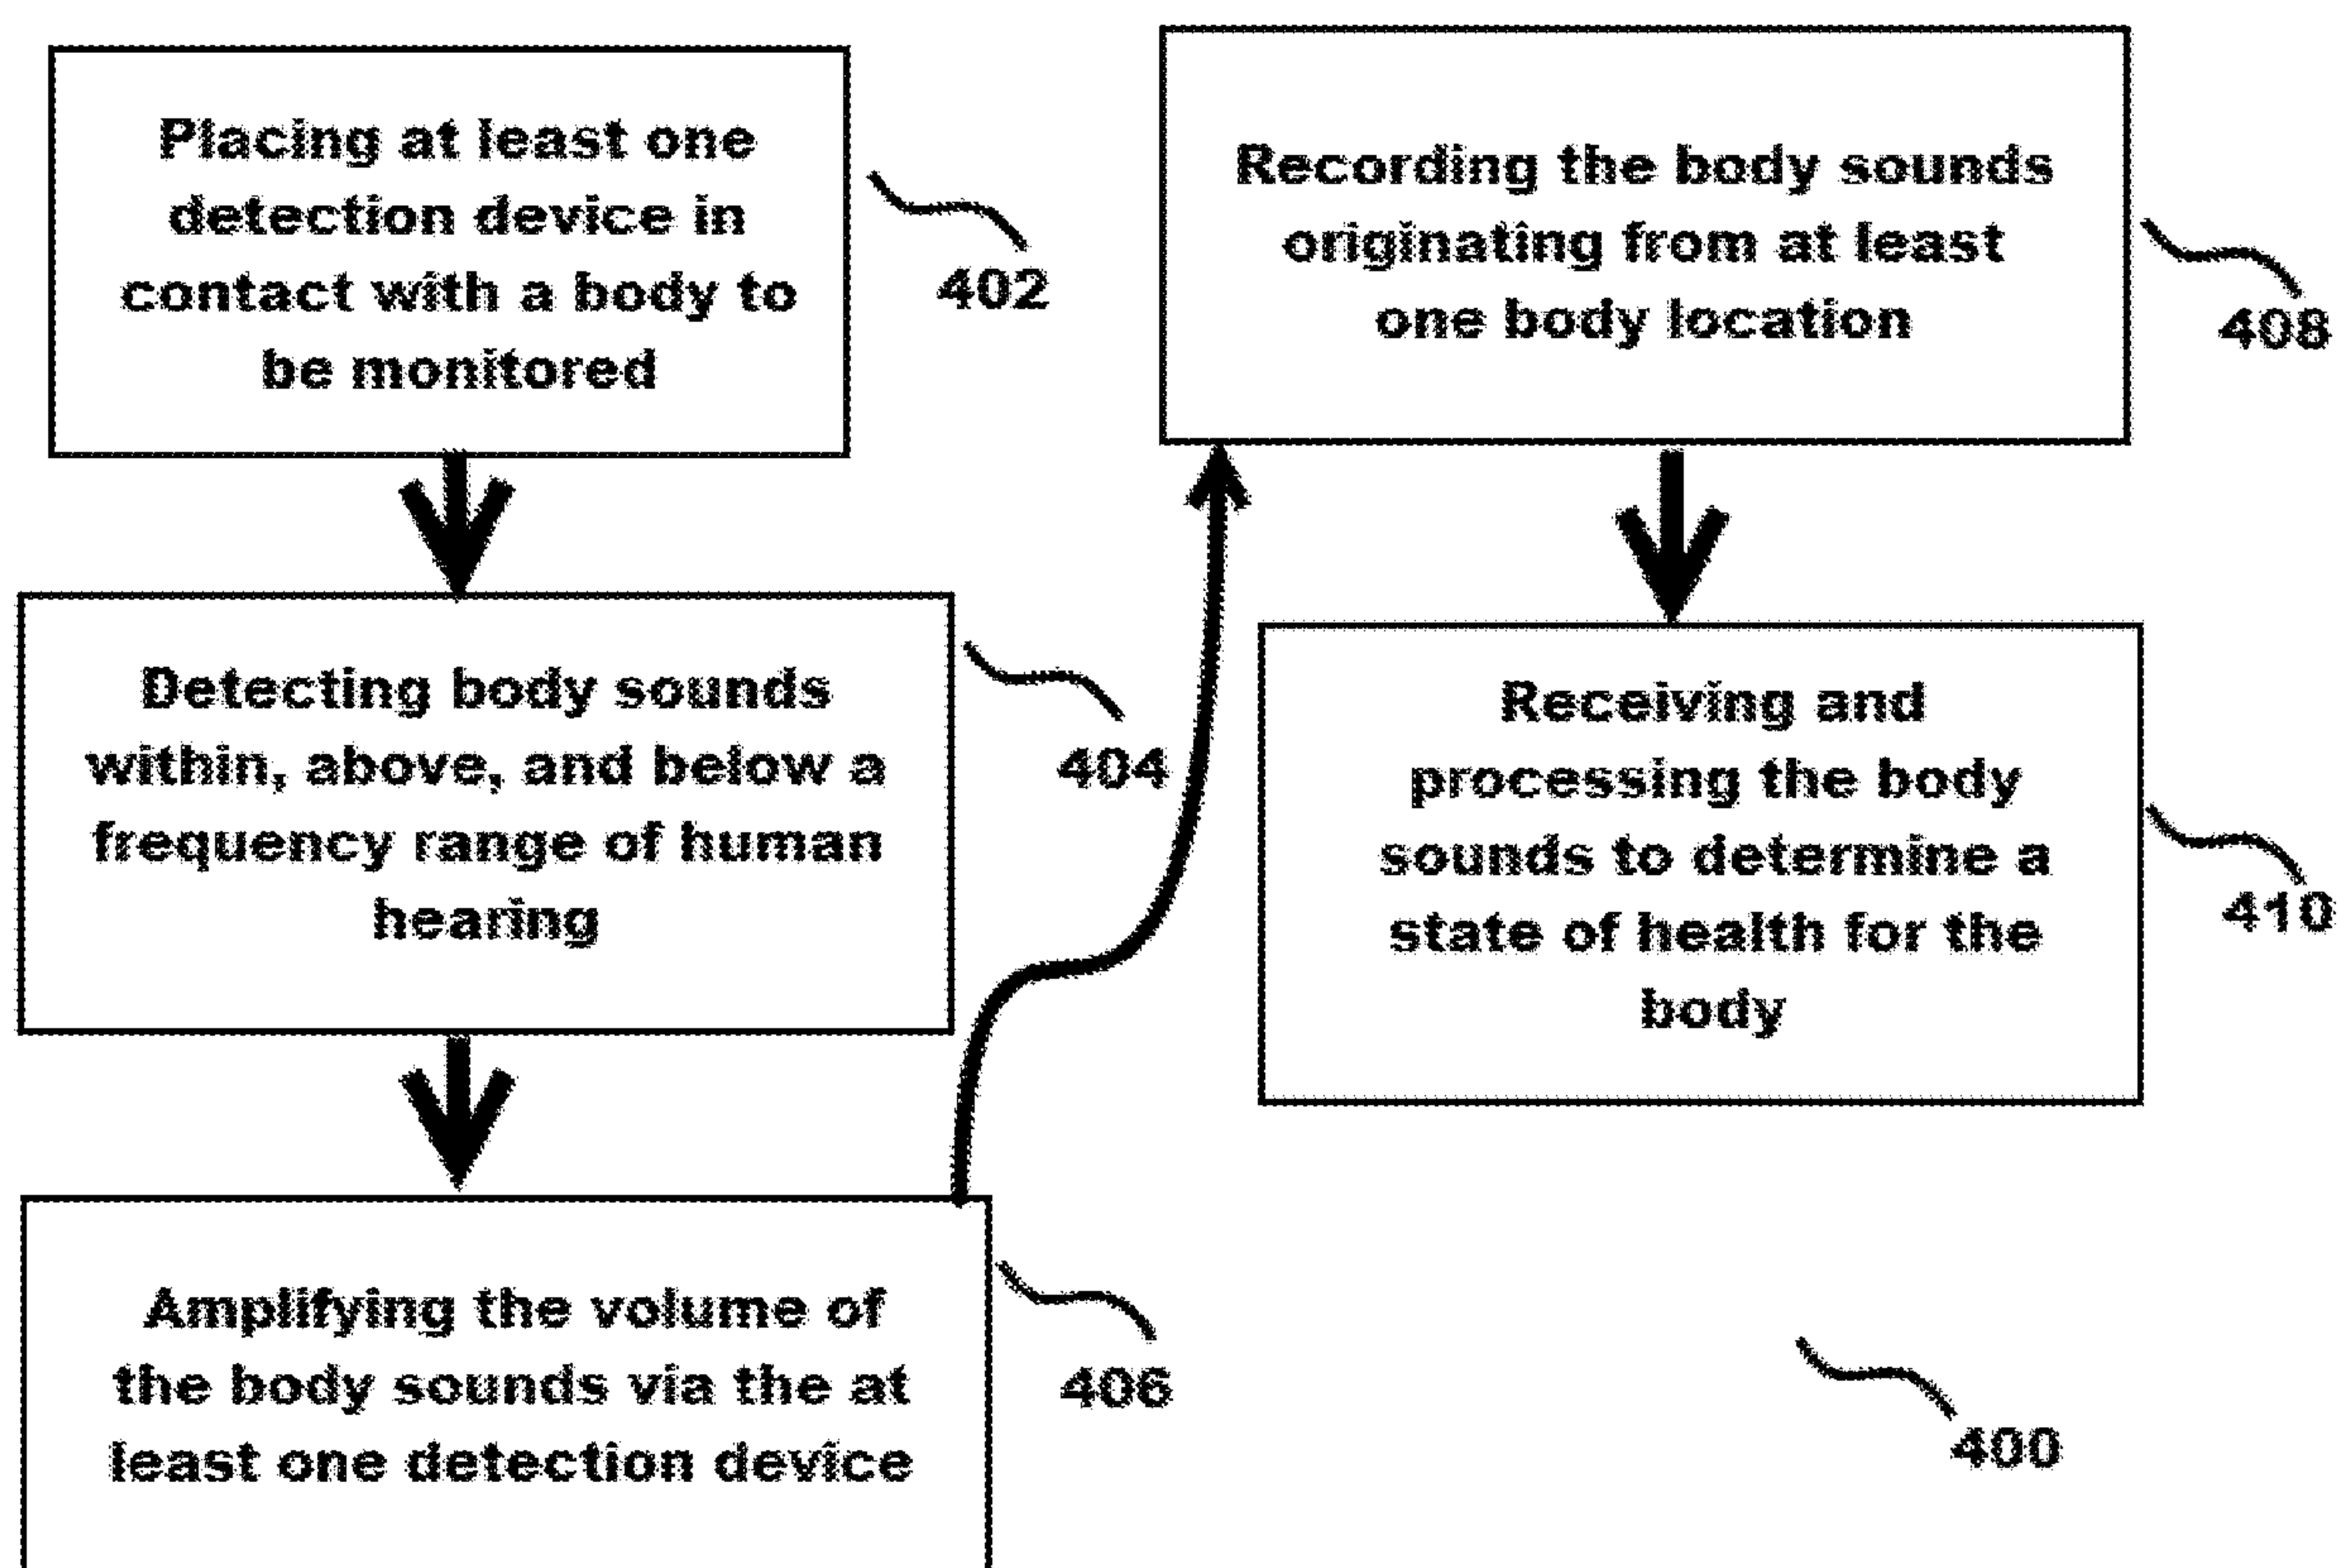 Placing at least one
detection device in
contact with a body to
be monitored
402
Detecting body sounds
within, above, and below a
frequency range of human
hearing
404
Amplifying the volume of
the body sounds via the at
least one detection device
406
Recording the body sounds
originating from at least
one body location
408
Receiving and
processing the body
sounds to determine a
state of health for the
body
410
400